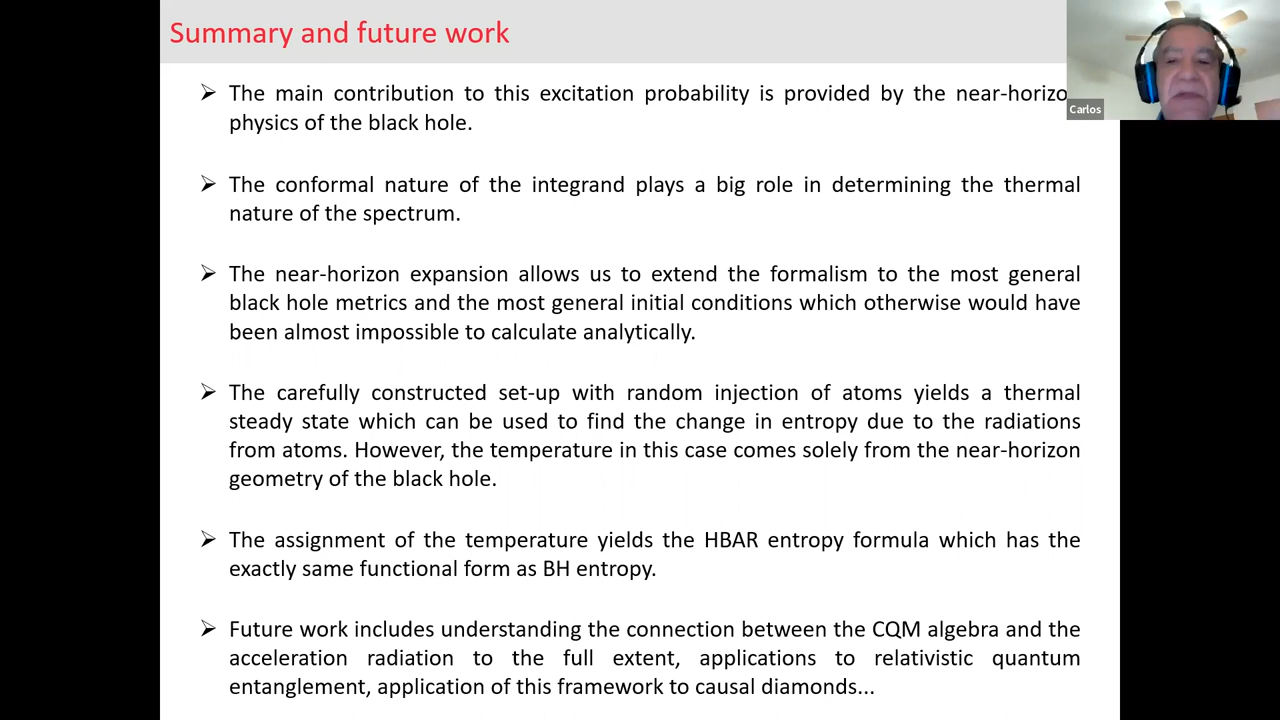 Summary and future work
Carlos
➢ The main contribution to this excitation probability is provided by the near-horizo
physics of the black hole.
➢ The conformal nature of the integrand plays a big role in determining the thermal
nature of the spectrum.
➢ The near-horizon expansion allows us to extend the formalism to the most general
black hole metrics and the most general initial conditions which otherwise would have
been almost impossible to calculate analytically.
➢ The carefully constructed set-up with random injection of atoms yields a thermal
steady state which can be used to find the change in entropy due to the radiations
from atoms. However, the temperature in this case comes solely from the near-horizon
geometry of the black hole.
➢ The assignment of the temperature yields the HBAR entropy formula which has the
exactly same functional form as BH entropy.
➢ Future work includes understanding the connection between the CQM algebra and the
acceleration radiation to the full extent, applications to relativistic quantum
entanglement, application of this framework to causal diamonds...